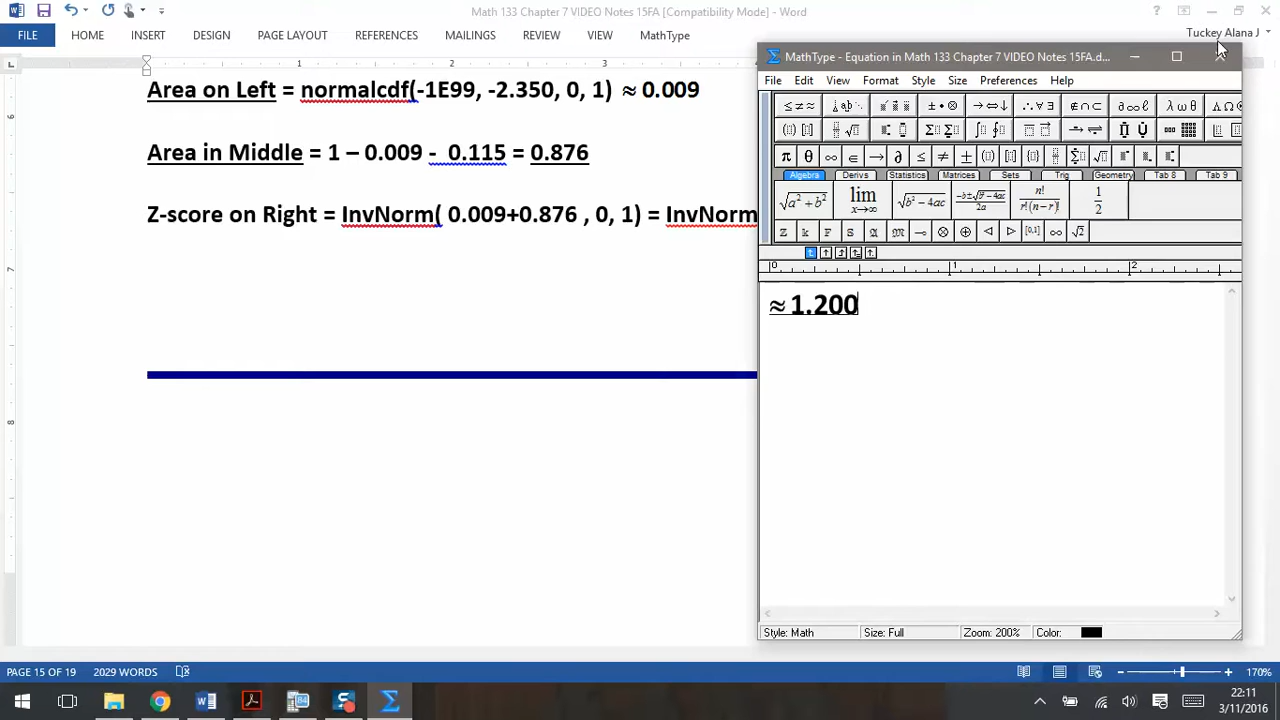 Math 133 Chapter 7 VIDEO Notes 15FA [Compatibility Mode] - Word
FILE HOME INSERT DESIGN PAGE LAYOUT REFERENCES MAILINGS REVIEW VIEW MathType
Tuckey Alana J
MathType - Equation in Math 133 Chapter 7 VIDEO Notes 15FA.d...
File Edit View Format Style Size Preferences Help
Algebra Derivs Statistics Matrices Sets Trig Geometry Tab 8 Tab 9
Area on Left = normalcdf(-1E99, -2.350, 0, 1) ≈ 0.009
Area in Middle = 1 – 0.009 - 0.115 = 0.876
Z-score on Right = InvNorm( 0.009+0.876 , 0, 1) = InvNorm
≈ 1.200
Style: Math Size: Full Zoom: 200% Color:
PAGE 15 OF 19 2029 WORDS 170%
22:11
3/11/2016